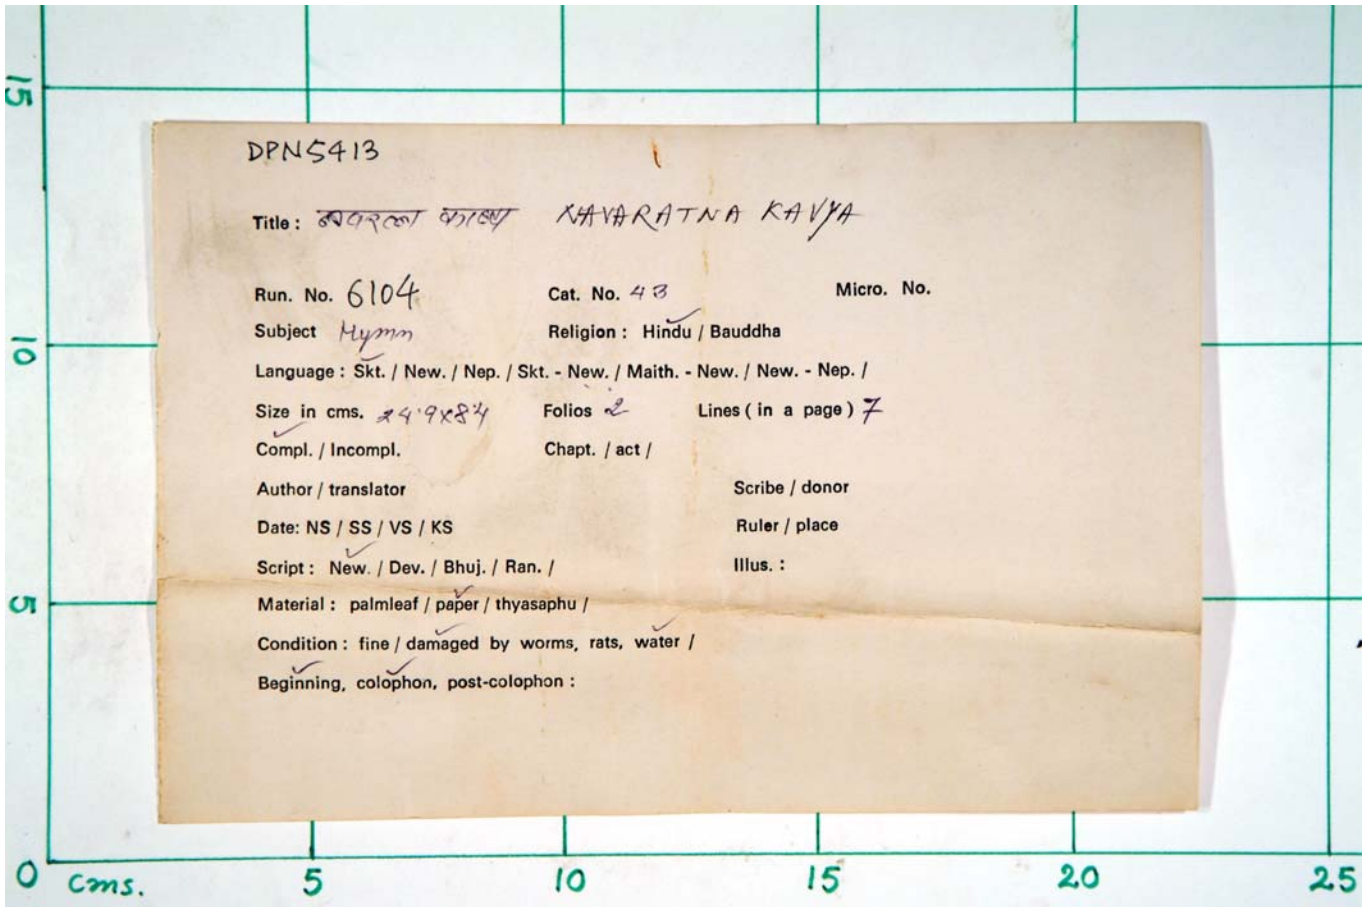 DPN5413
Title : नवरत्न काव्य NAVARATNA KAVYA
Run. No. 6104 Cat. No. 43 Micro. No.
Subject Hymn Religion : Hindu / Bauddha
Language : Skt. / New. / Nep. / Skt. - New. / Maith. - New. / New. - Nep. /
Size in cms. 24.9x8.4 Folios 2 Lines ( in a page ) 7
Compl. / Incompl. Chapt. / act /
Author / translator Scribe / donor
Date: NS / SS / VS / KS Ruler / place
Script : New. / Dev. / Bhuj. / Ran. / Illus. :
Material : palmleaf / paper / thyasaphu /
Condition : fine / damaged by worms, rats, water /
Beginning, colophon, post-colophon :
15
10
5
0 cms. 5 10 15 20 25